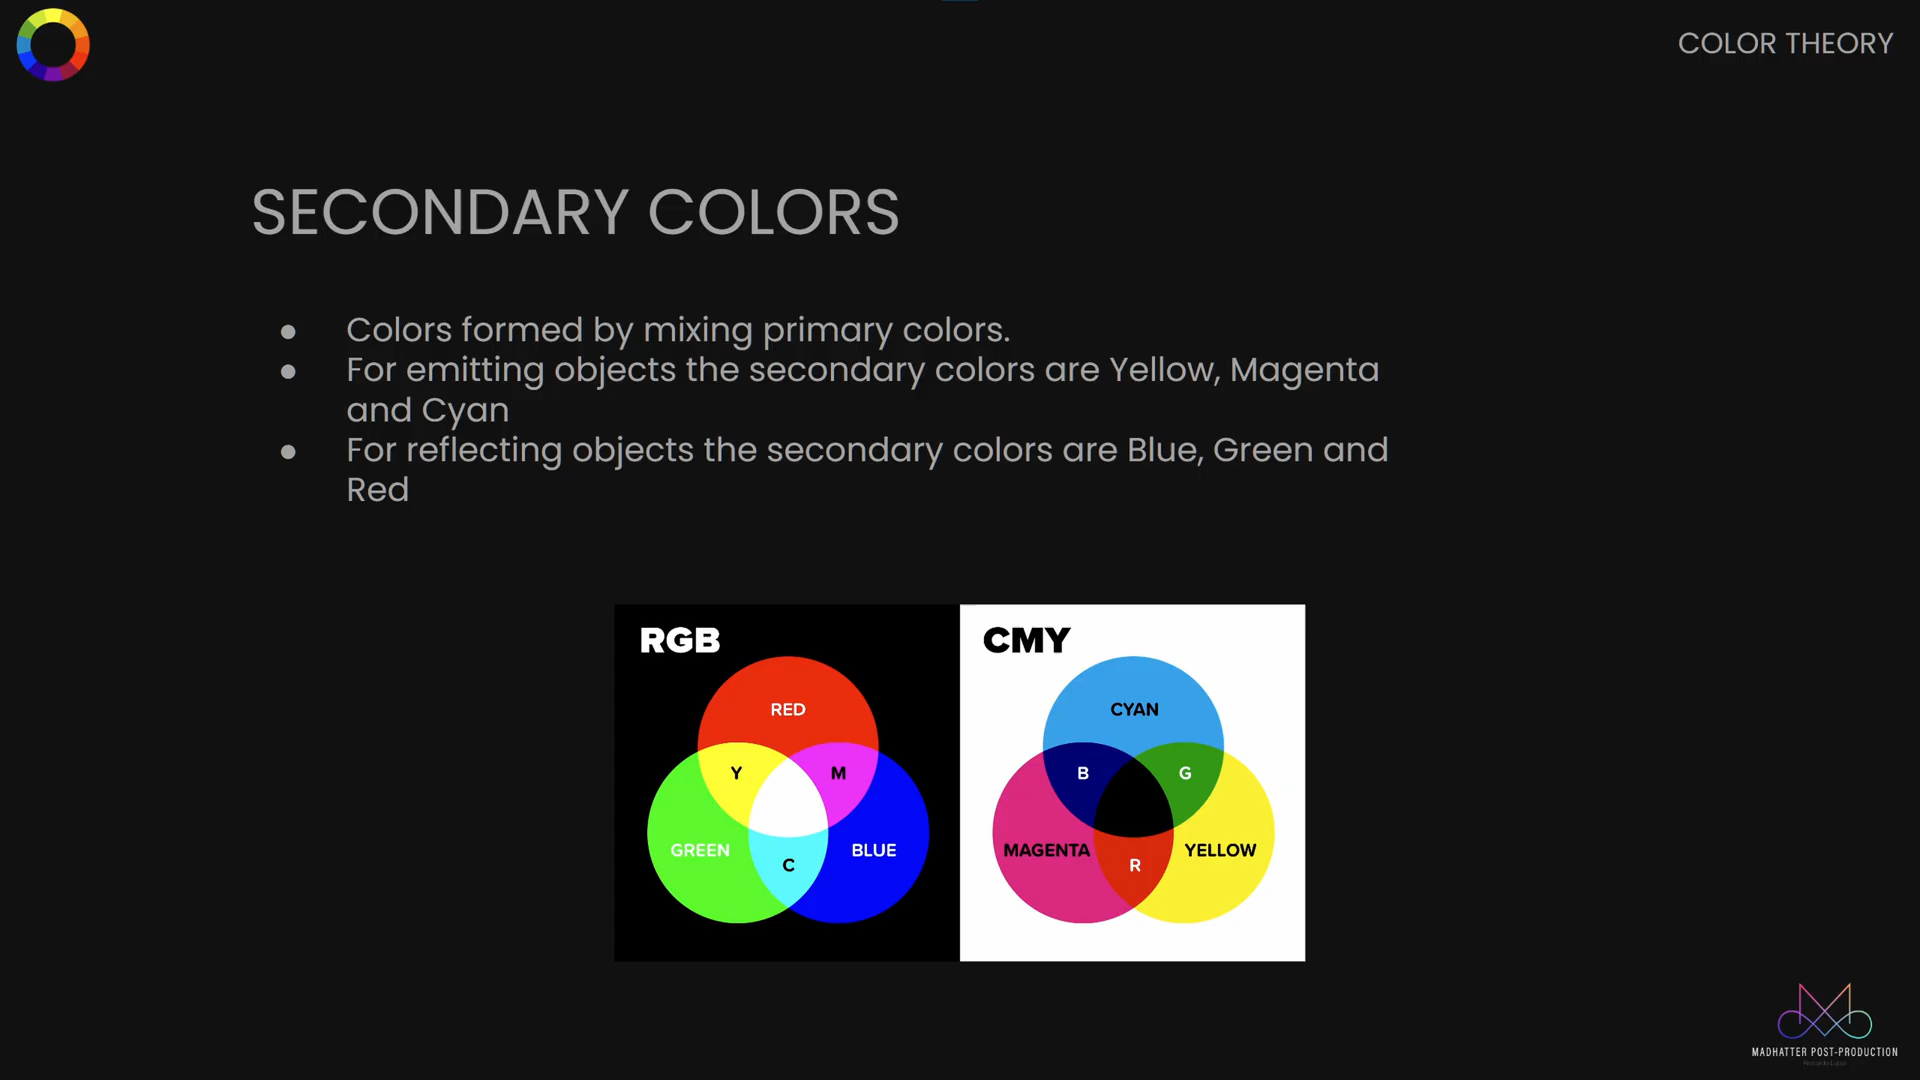 COLOR THEORY
SECONDARY COLORS
● Colors formed by mixing primary colors.
● For emitting objects the secondary colors are Yellow, Magenta
and Cyan
● For reflecting objects the secondary colors are Blue, Green and
Red
RGB
RED
Y
M
GREEN
BLUE
C
CMY
CYAN
B
G
MAGENTA
YELLOW
R
MADHATTER POST-PRODUCTION